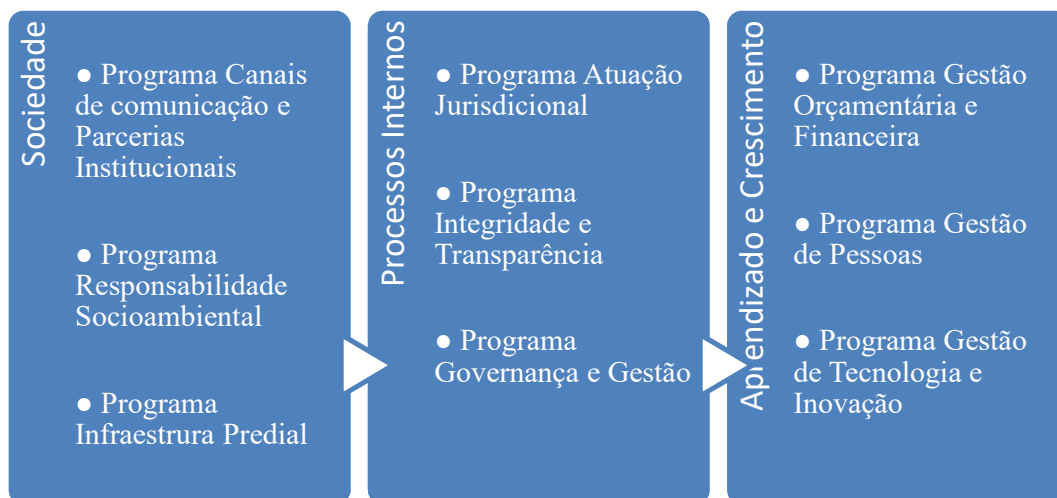 Sociedade
● Programa Canais
de comunicação e
Parcerias
Institucionais
● Programa
Responsabilidade
Socioambiental
● Programa
Infraestrura Predial
Processos Internos
● Programa Atuação
Jurisdicional
● Programa
Integridade e
Transparência
● Programa
Governança e Gestão
Aprendizado e Crescimento
● Programa Gestão
Orçamentária e
Financeira
● Programa Gestão
de Pessoas
● Programa Gestão
de Tecnologia e
Inovação